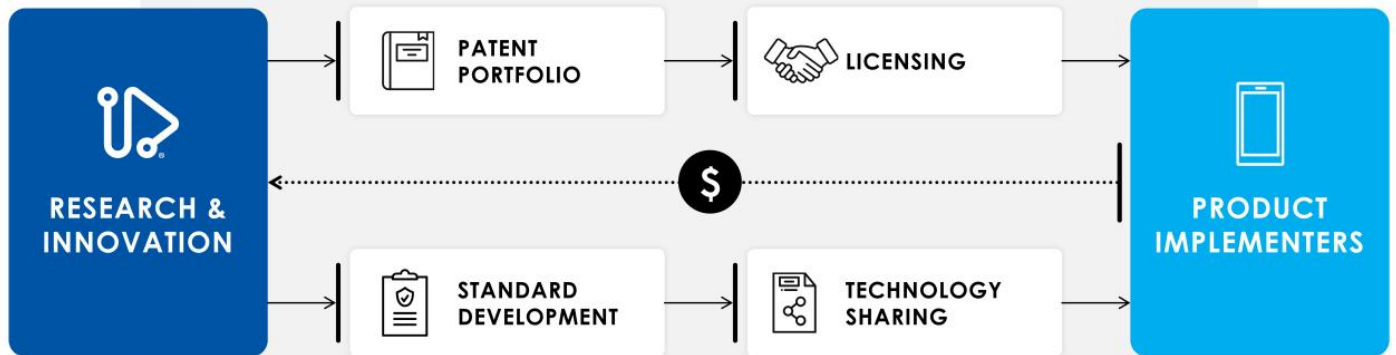 RESEARCH &
INNOVATION
PATENT
PORTFOLIO
LICENSING
$
STANDARD
DEVELOPMENT
TECHNOLOGY
SHARING
PRODUCT
IMPLEMENTERS